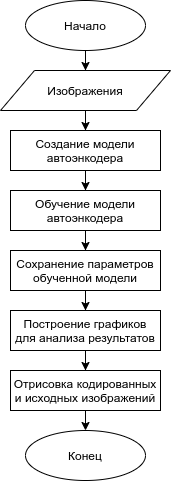 Начало
Изображения
Создание модели
автоэнкодера
Обучение модели
автоэнкодера
Сохранение параметров
обученной модели
Построение графиков
для анализа результатов
Отрисовка кодированных
и исходных изображений
Конец